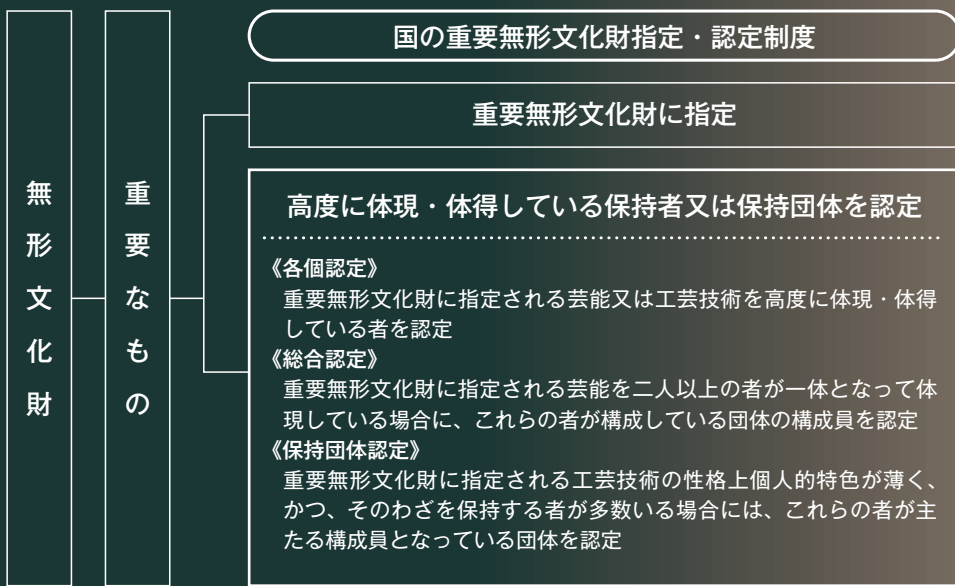 国の重要無形文化財指定・認定制度
無形文化財
重要なもの
重要無形文化財に指定
高度に体現・体得している保持者又は保持団体を認定
《各個認定》
重要無形文化財に指定される芸能又は工芸技術を高度に体現・体得
している者を認定
《総合認定》
重要無形文化財に指定される芸能を二人以上の者が一体となって体
現している場合に、これらの者が構成している団体の構成員を認定
《保持団体認定》
重要無形文化財に指定される工芸技術の性格上個人的特色が薄く、
かつ、そのわざを保持する者が多数いる場合には、これらの者が主
たる構成員となっている団体を認定